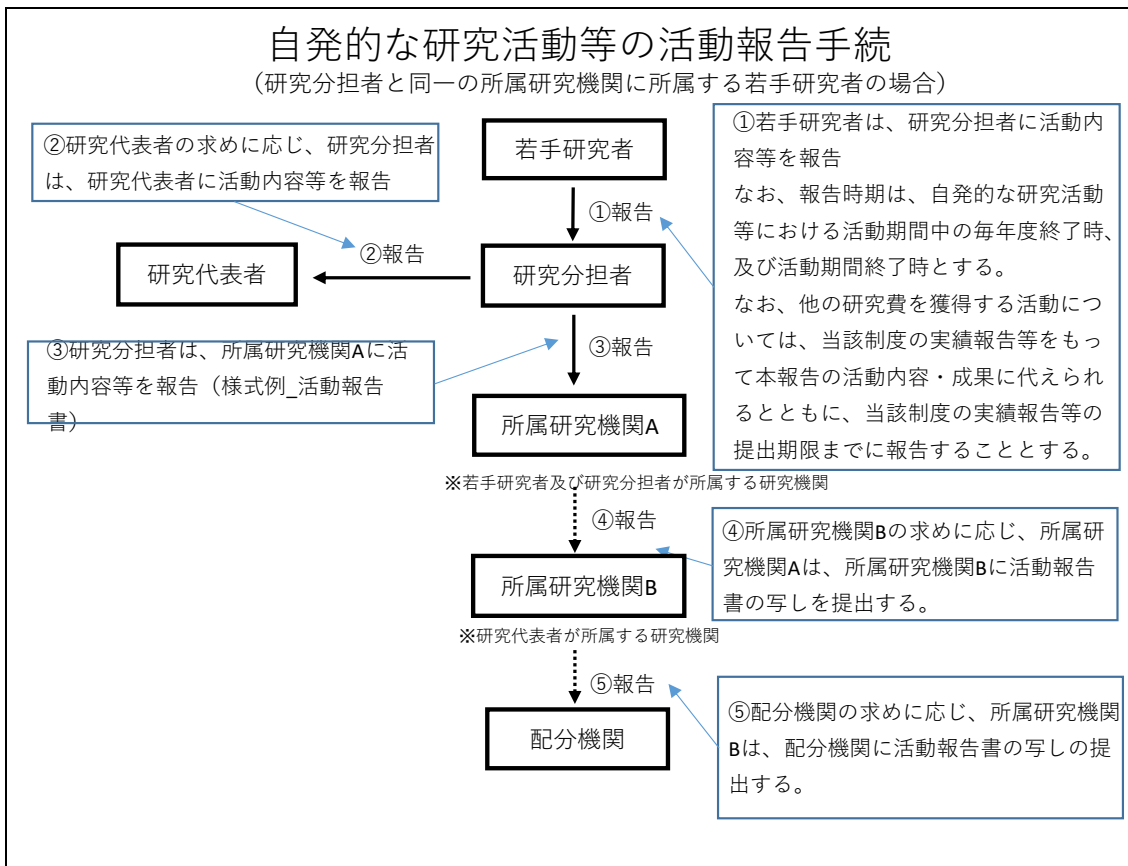 自発的な研究活動等の活動報告手続
（研究分担者と同一の所属研究機関に所属する若手研究者の場合）
②研究代表者の求めに応じ、研究分担者
は、研究代表者に活動内容等を報告
若手研究者
①報告
①若手研究者は、研究分担者に活動内
容等を報告
なお、報告時期は、自発的な研究活動
等における活動期間中の毎年度終了時、
及び活動期間終了時とする。
なお、他の研究費を獲得する活動につ
いては、当該制度の実績報告等をもっ
て本報告の活動内容・成果に代えられ
るとともに、当該制度の実績報告等の
提出期限までに報告することとする。
研究代表者
②報告
研究分担者
③研究分担者は、所属研究機関Aに活
動内容等を報告（様式例_活動報告
書）
③報告
所属研究機関A
※若手研究者及び研究分担者が所属する研究機関
④報告
④所属研究機関Bの求めに応じ、所属研
究機関Aは、所属研究機関Bに活動報告
書の写しを提出する。
所属研究機関B
※研究代表者が所属する研究機関
⑤報告
⑤配分機関の求めに応じ、所属研究機関
Bは、配分機関に活動報告書の写しの提
出する。
配分機関